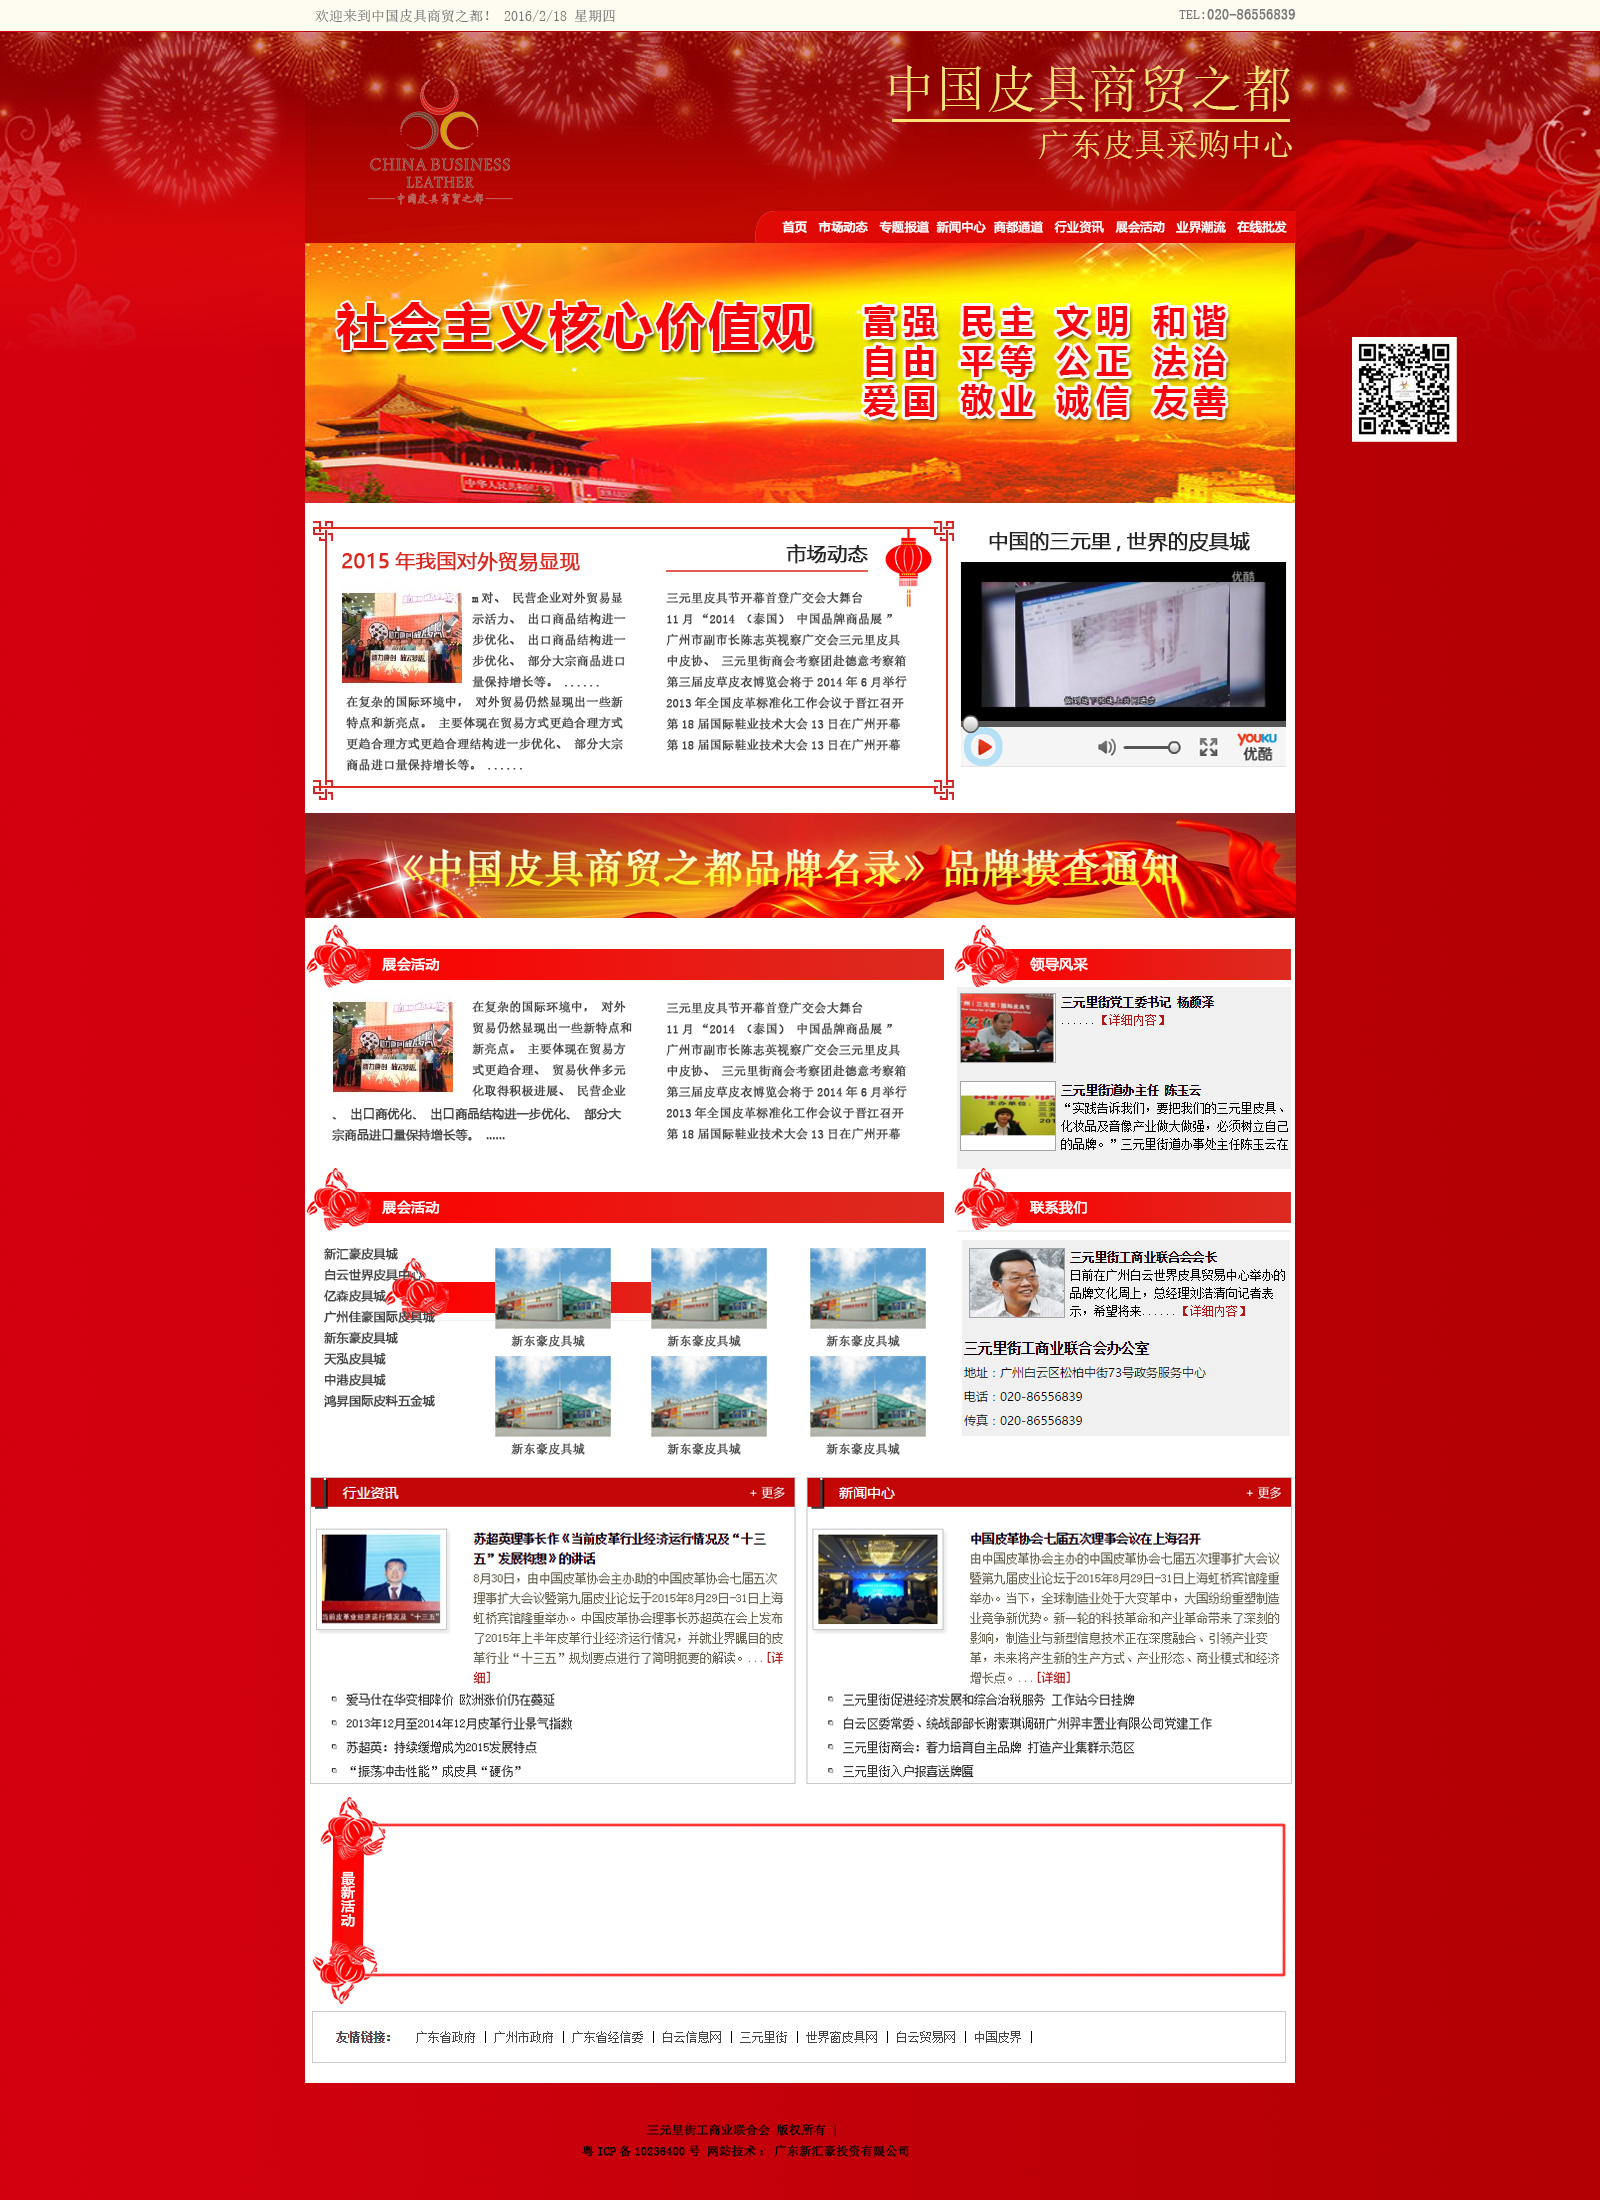 欢迎来到中国皮具商贸之都! 2016/2/18 星期四
TEL:020-86556839
中国皮具商贸之都
广东皮具采购中心
CHINA BUSINESS
LEATHER
中国皮具商贸之都
首页 市场动态 专题报道 新闻中心 商都通道 行业资讯 展会活动 业界潮流 在线批发
社会主义核心价值观
富强 民主 文明 和谐
自由 平等 公正 法治
爱国 敬业 诚信 友善
中华人民共
2015 年我国对外贸易显现
m 对、 民营企业对外贸易显
示活力、 出口商品结构进一
步优化、 出口商品结构进一
步优化、 部分大宗商品进口
量保持增长等。 ......
在复杂的国际环境中, 对外贸易仍然显现出一些新
特点和新亮点。 主要体现在贸易方式更趋合理方式
更趋合理方式更趋合理结构进一步优化、 部分大宗
商品进口量保持增长等。 ......
市场动态
三元里皮具节开幕首登广交会大舞台
11 月 “2014 （泰国） 中国品牌商品展 ”
广州市副市长陈志英视察广交会三元里皮具
中皮协、 三元里街商会考察团赴德意考察箱
第三届皮草皮衣博览会将于 2014 年 6 月举行
2013 年全国皮革标准化工作会议于晋江召开
第 18 届国际鞋业技术大会 13 日在广州开幕
第 18 届国际鞋业技术大会 13 日在广州开幕
中国的三元里 , 世界的皮具城
优酷
YOUKU
优酷
《中国皮具商贸之都品牌名录》品牌摸查通知
展会活动
在复杂的国际环境中, 对外
贸易仍然显现出一些新特点和
新亮点。 主要体现在贸易方
式更趋合理、 贸易伙伴多元
化取得积极进展、 民营企业
、 出口商优化、 出口商品结构进一步优化、 部分大
宗商品进口量保持增长等。 ......
三元里皮具节开幕首登广交会大舞台
11 月 “2014 （泰国） 中国品牌商品展 ”
广州市副市长陈志英视察广交会三元里皮具
中皮协、 三元里街商会考察团赴德意考察箱
第三届皮草皮衣博览会将于 2014 年 6 月举行
2013 年全国皮革标准化工作会议于晋江召开
第 18 届国际鞋业技术大会 13 日在广州开幕
领导风采
三元里街党工委书记 杨颜泽
......【详细内容】
三元里街道办主任 陈玉云
“实践告诉我们，要把我们的三元里皮具、
化妆品及音像产业做大做强，必须树立自己
的品牌。”三元里街道办事处主任陈玉云在
展会活动
新汇豪皮具城
白云世界皮具中心
亿森皮具城
广州佳豪国际皮具城
新东豪皮具城
天泓皮具城
中港皮具城
鸿昇国际皮料五金城
新东豪皮具城 新东豪皮具城 新东豪皮具城
新东豪皮具城 新东豪皮具城 新东豪皮具城
联系我们
三元里街工商业联合会会长
日前在广州白云世界皮具贸易中心举办的
品牌文化周上，总经理刘浩清向记者表
示，希望将来......【详细内容】
三元里街工商业联合会办公室
地址：广州白云区松柏中街73号政务服务中心
电话：020-86556839
传真：020-86556839
行业资讯
+ 更多
苏超英理事长作《当前皮革行业经济运行情况及“十三
五”发展构想》的讲话
8月30日，由中国皮革协会主办助的中国皮革协会七届五次
理事扩大会议暨第九届皮业论坛于2015年8月29日-31日上海
虹桥宾馆隆重举办。中国皮革协会理事长苏超英在会上发布
了2015年上半年皮革行业经济运行情况，并就业界瞩目的皮
革行业“十三五”规划要点进行了简明扼要的解读。...[详
细]
当前皮革业经济运行情况及“十三五”
爱马仕在华变相降价 欧洲涨价仍在蔓延
2013年12月至2014年12月皮革行业景气指数
苏超英：持续缓增成为2015发展特点
“振荡冲击性能”成皮具“硬伤”
新闻中心
+ 更多
中国皮革协会七届五次理事会议在上海召开
由中国皮革协会主办的中国皮革协会七届五次理事扩大会议
暨第九届皮业论坛于2015年8月29日-31日上海虹桥宾馆隆重
举办。当下，全球制造业处于大变革中，大国纷纷重塑制造
业竞争新优势。新一轮的科技革命和产业革命带来了深刻的
影响，制造业与新型信息技术正在深度融合、引领产业变
革，未来将产生新的生产方式、产业形态、商业模式和经济
增长点。...[详细]
三元里街促进经济发展和综合治税服务 工作站今日挂牌
白云区委常委、统战部部长谢素琪调研广州羿丰置业有限公司党建工作
三元里街商会：着力培育自主品牌 打造产业集群示范区
三元里街入户报喜送牌匾
最新活动
友情链接: 广东省政府 | 广州市政府 | 广东省经信委 | 白云信息网 | 三元里街 | 世界窗皮具网 | 白云贸易网 | 中国皮界 |
三元里街工商业联合会 版权所有 |
粤 ICP 备 10236400 号 网站技术： 广东新汇豪投资有限公司